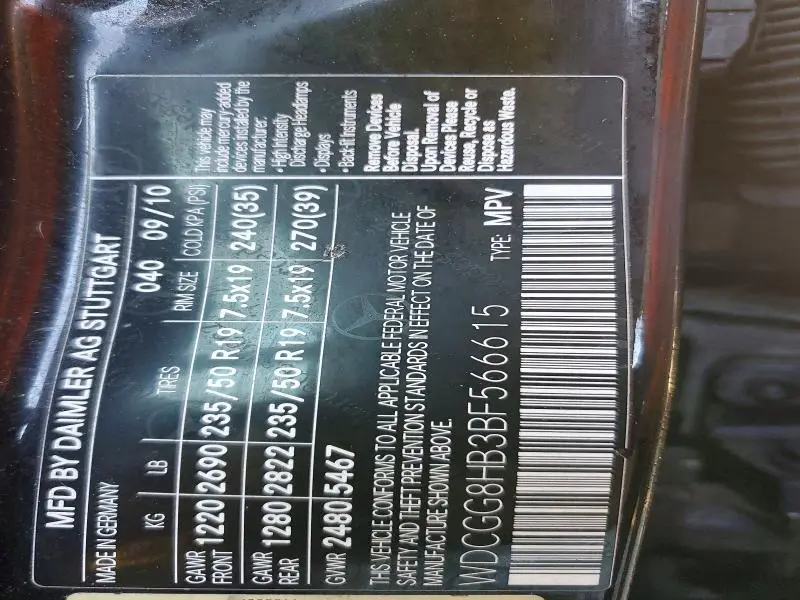 MFD BY DAIMLER AG STUTTGART
MADE IN GERMANY 040 09/10
KG LB TIRES RIM SIZE COLD KPA (PSI)
GAWR FRONT 1220 2690 235/50 R19 7.5x19 240(35)
GAWR REAR 1280 2822 235/50 R19 7.5x19 270(39)
GVWR 2480 5467
THIS VEHICLE CONFORMS TO ALL APPLICABLE FEDERAL MOTOR VEHICLE
SAFETY AND THEFT PREVENTION STANDARDS IN EFFECT ON THE DATE OF
MANUFACTURE SHOWN ABOVE.
WDCGG8HB3BF566615 TYPE: MPV
This vehicle may
include mercury-added
devices installed by the
manufacturer:
• High Intensity
Discharge Headlamps
• Displays
• Back-lit Instruments
Remove Devices
Before Vehicle
Disposal.
Upon Removal of
Devices Please
Reuse, Recycle or
Dispose as
Hazardous Waste.